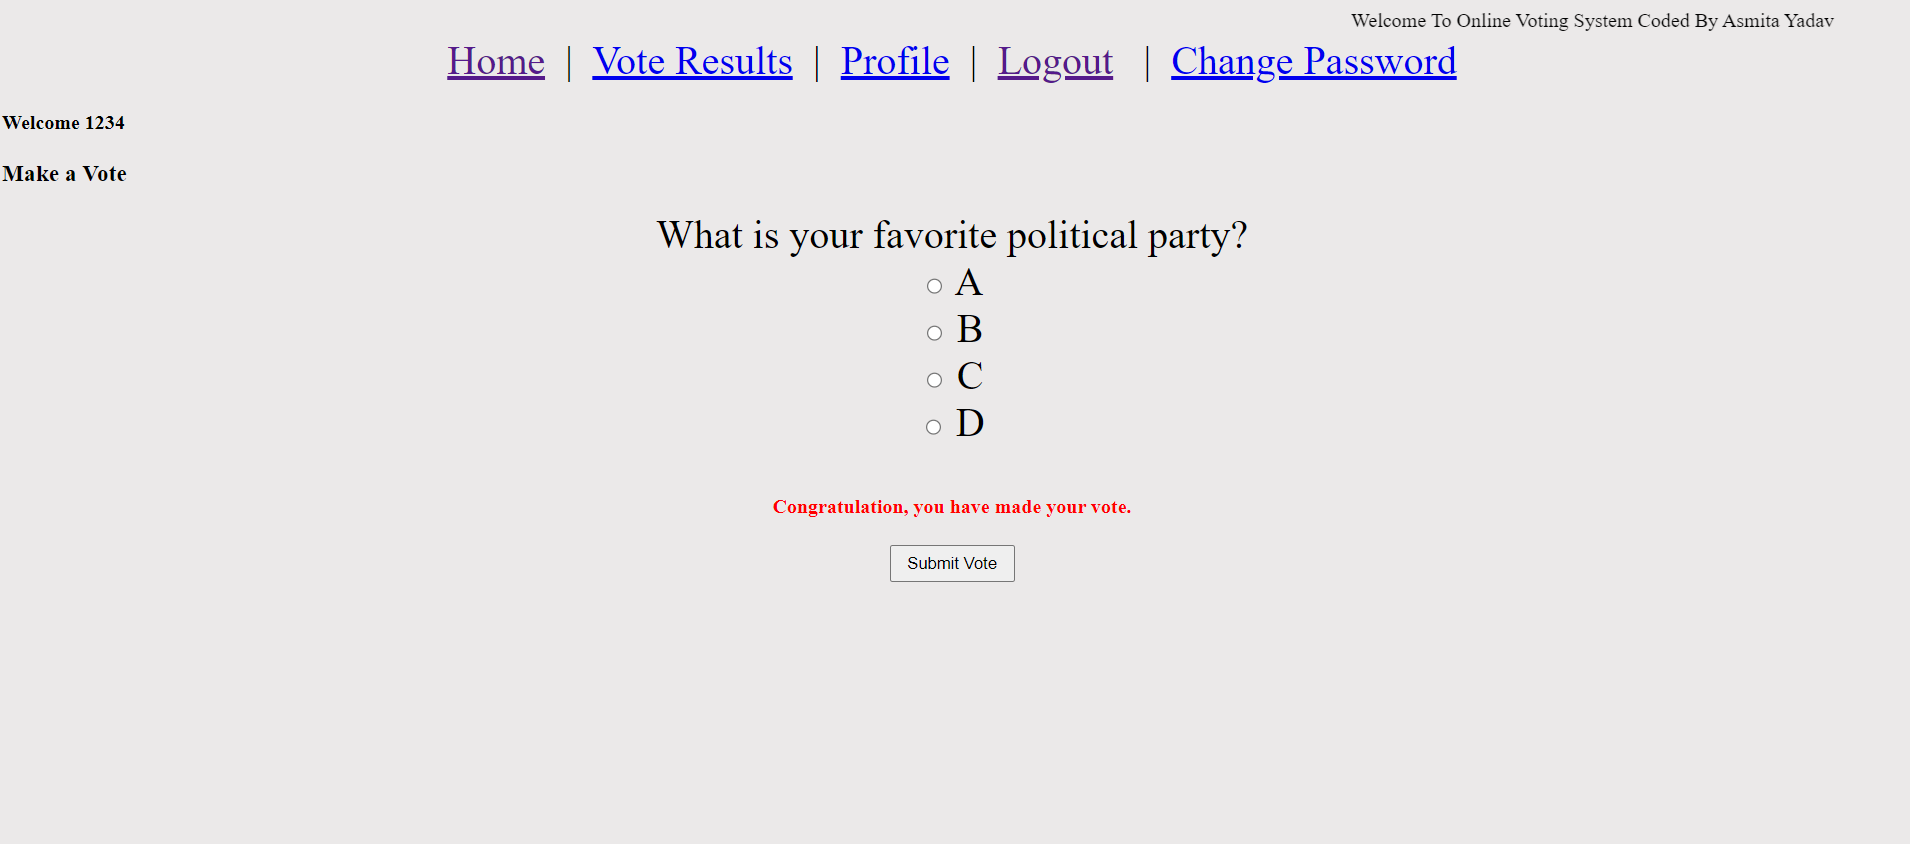 Welcome To Online Voting System Coded By Asmita Yadav
Home | Vote Results | Profile | Logout | Change Password
Welcome 1234
Make a Vote
What is your favorite political party?
A
B
C
D
Congratulation, you have made your vote.
Submit Vote